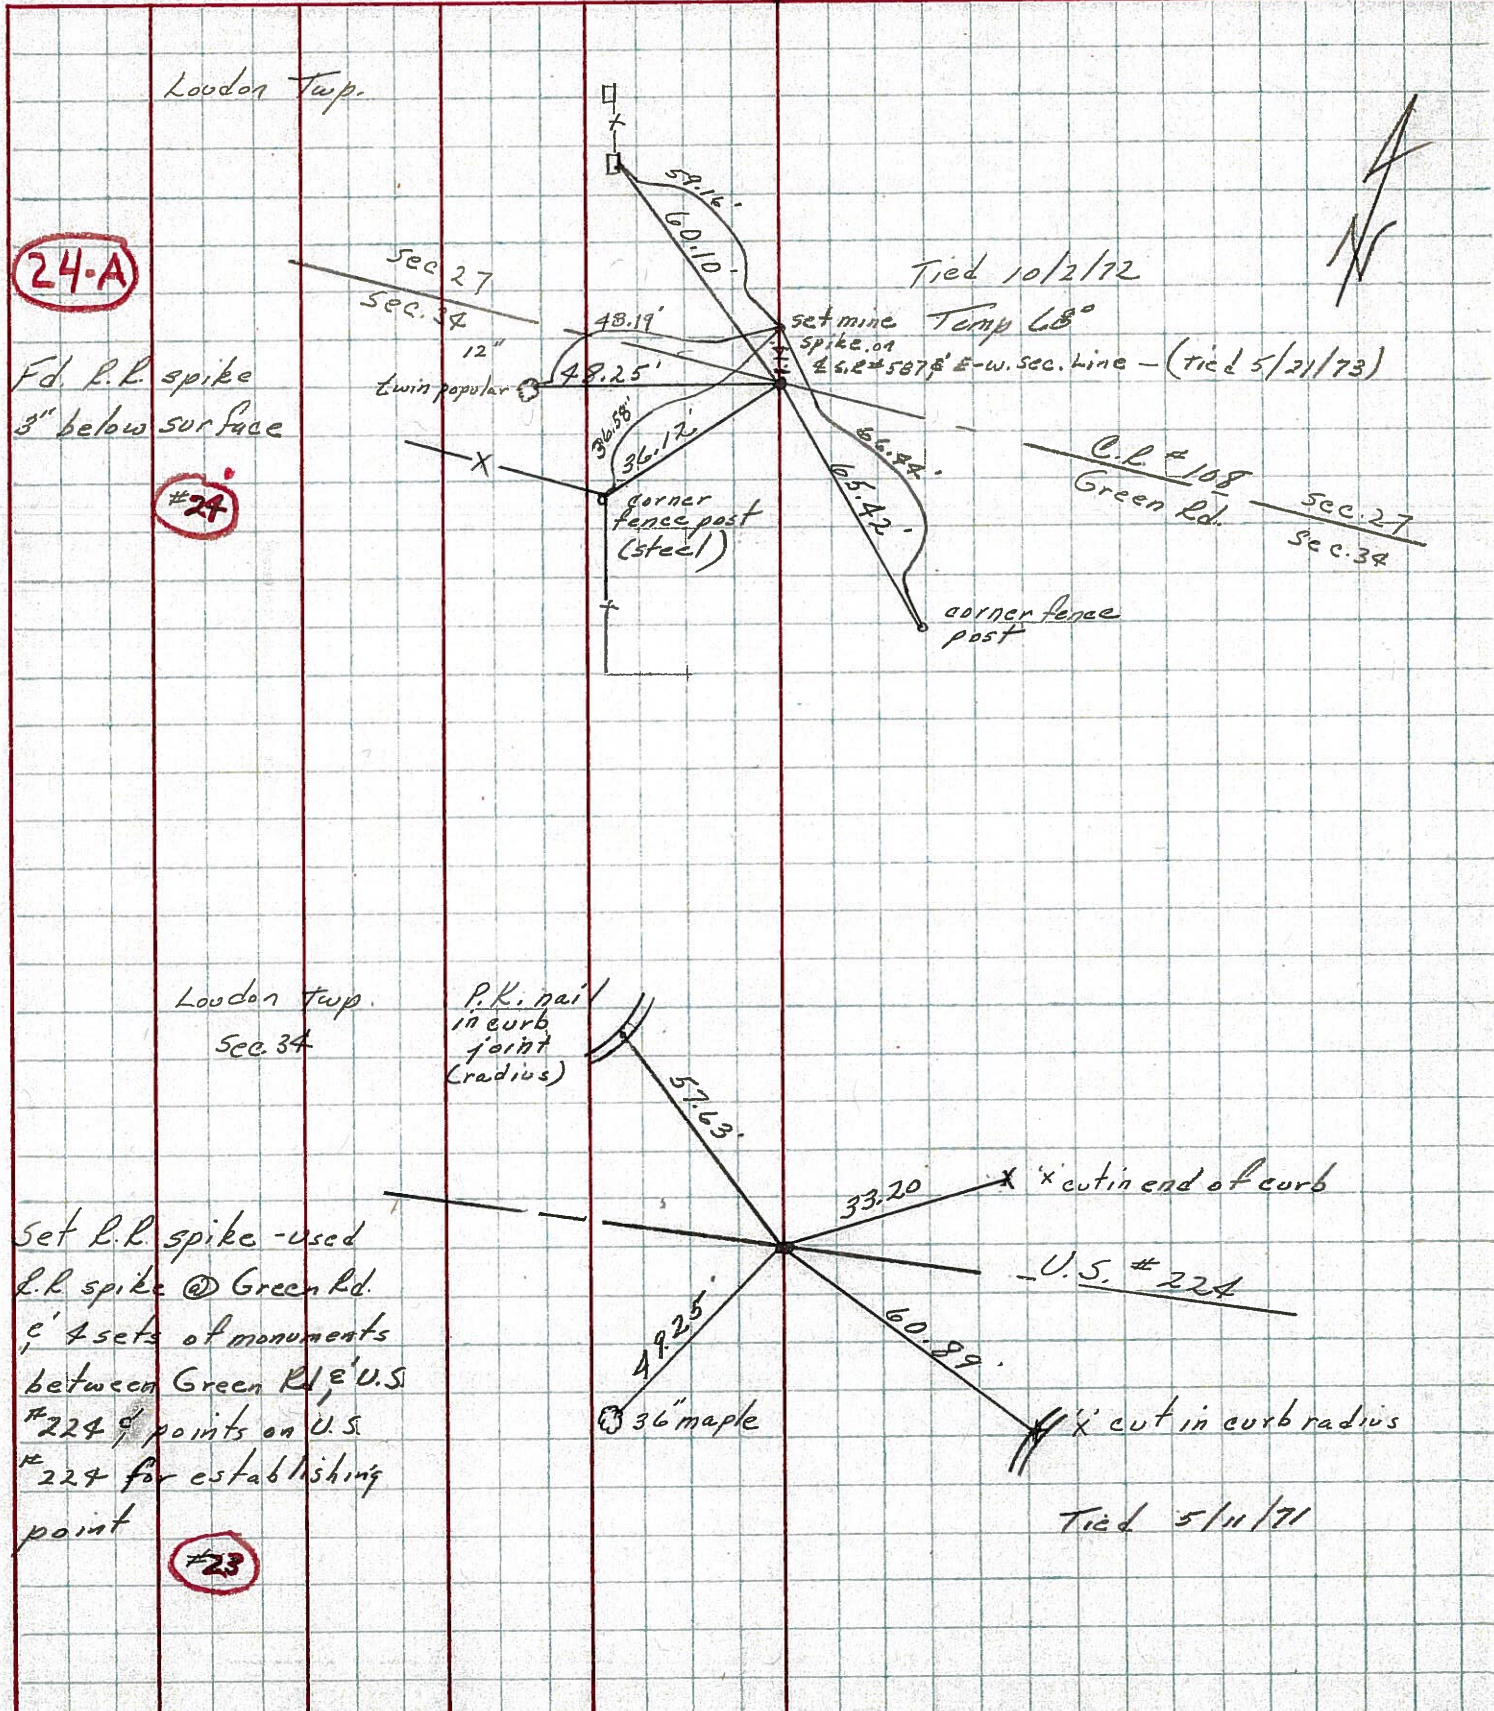 Loudon Twp.
24-A
Sec 27
Sec. 34
59.16'
60.10'
Tied 10/2/72
Temp 68°
set mine
spike on
& S.R #587 & E-W. Sec. Line - (Tied 5/21/73)
48.19'
12"
twin popular
48.25'
Fd. R.R. spike
3" below surface
#24
36.58'
36.12'
corner
fence post
(steel)
66.44'
65.42'
C.R. #108
Green Rd.
Sec. 27
Sec. 34
corner fence
post
Loudon Twp.
Sec. 34
P.K. nail
in curb
joint
(radius)
57.63'
33.20
X 'x' cut in end of curb
Set R.R. spike - used
R.R spike @ Green Rd.
& 4 sets of monuments
between Green Rd & U.S.
#224 & points on U.S.
#224 for establishing
point
U.S. #224
49.25'
60.89'
36" maple
'X' cut in curb radius
Tied 5/11/71
#23